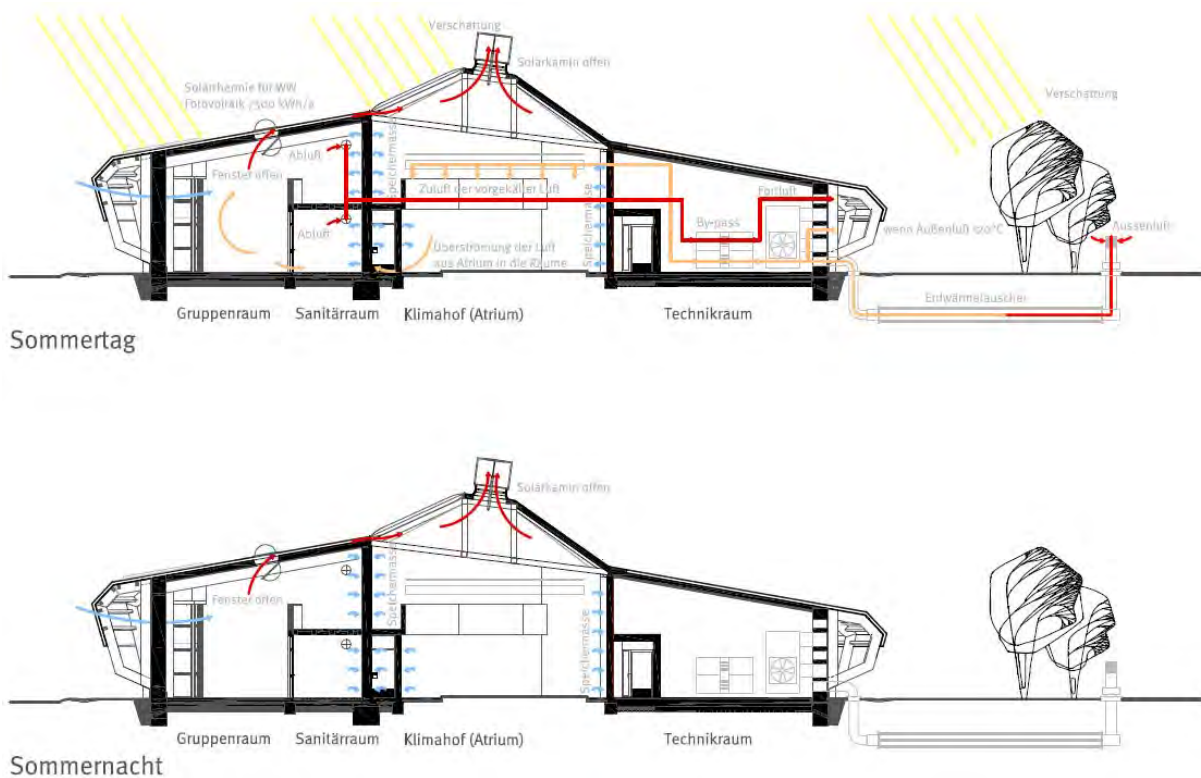 Verschattung
Solarkamin offen
Solarthermie für WW
Fotovoltaik 7500 kWh/a
Verschattung
Speichermasse
Abluft
Fenster offen
Zuluft der vorgekühlter Luft
Fortluft
Speichermasse
By-pass
Abluft
Überströmung der Luft
aus Atrium in die Räume
wenn Außenluft ≤20°C
Aussenluft
Erdwärmetauscher
Gruppenraum
Sanitärraum
Klimahof (Atrium)
Technikraum
Sommertag
Solarkamin offen
Speichermasse
Fenster offen
Speichermasse
Gruppenraum
Sanitärraum
Klimahof (Atrium)
Technikraum
Sommernacht